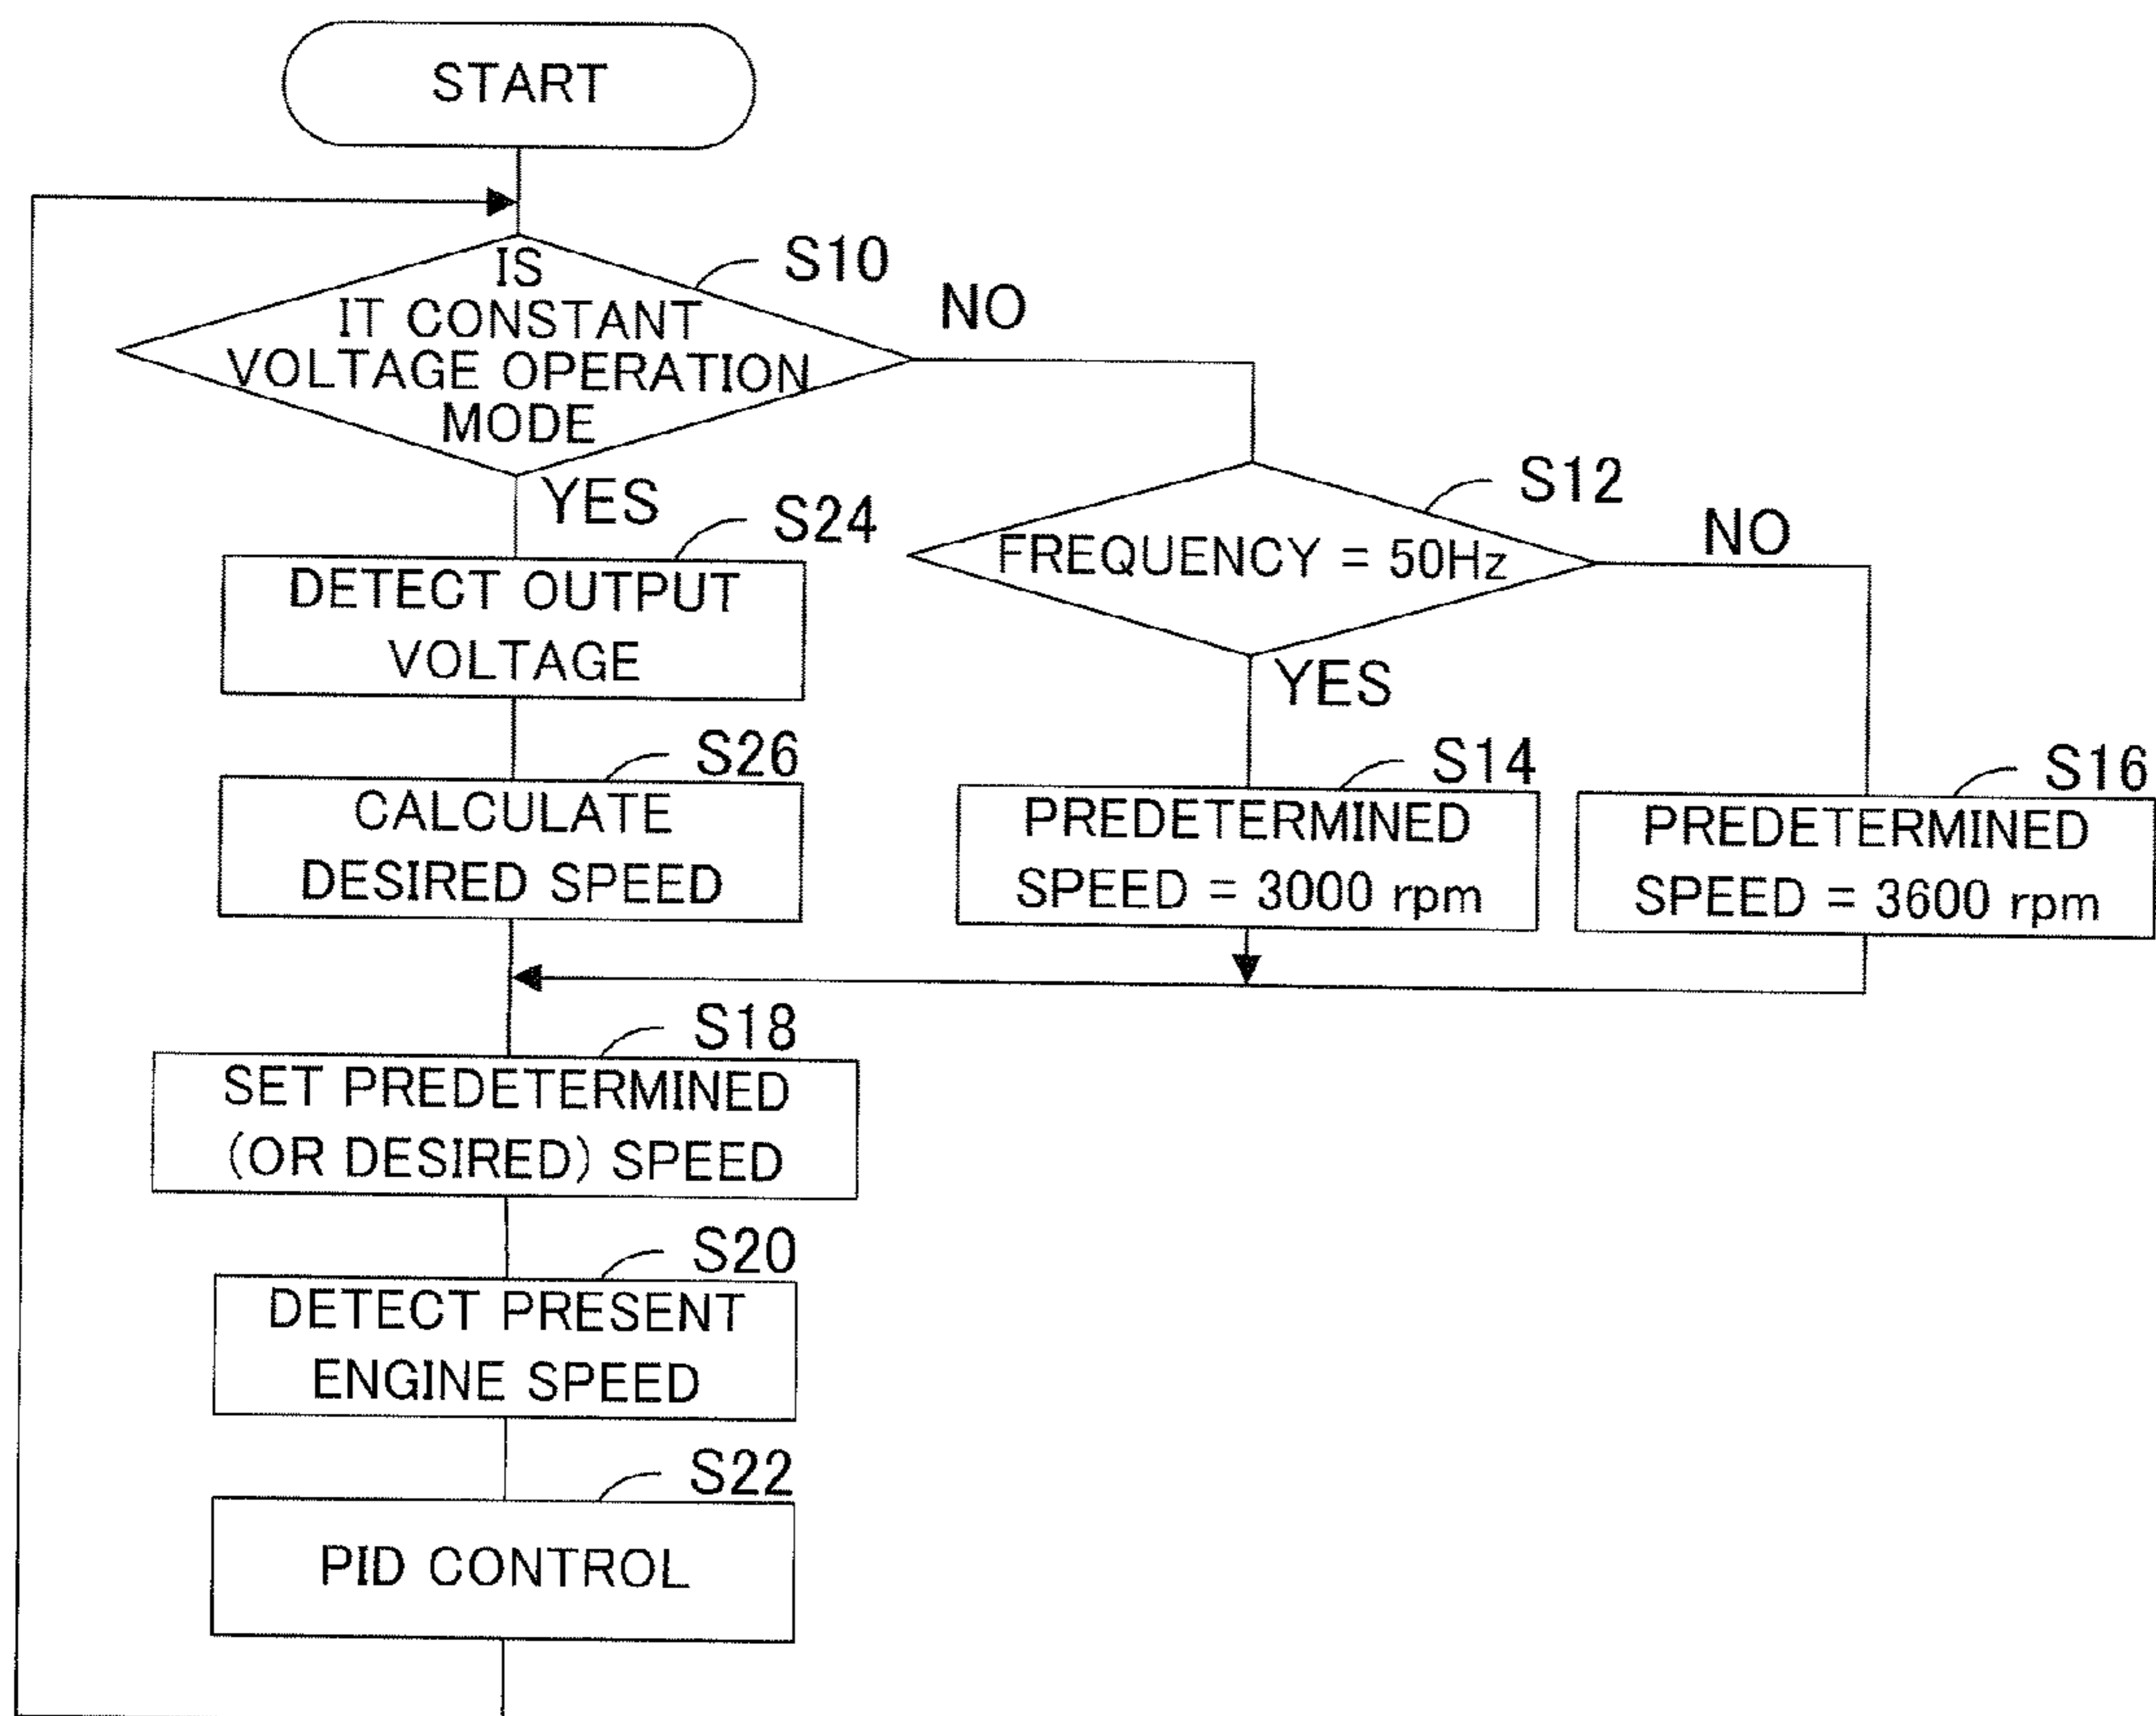 START
IS
IT CONSTANT
VOLTAGE OPERATION
MODE
S10
NO
YES
S12
FREQUENCY = 50Hz
NO
YES
S24
DETECT OUTPUT
VOLTAGE
S26
CALCULATE
DESIRED SPEED
S14
PREDETERMINED
SPEED = 3000 rpm
S16
PREDETERMINED
SPEED = 3600 rpm
S18
SET PREDETERMINED
(OR DESIRED) SPEED
S20
DETECT PRESENT
ENGINE SPEED
S22
PID CONTROL